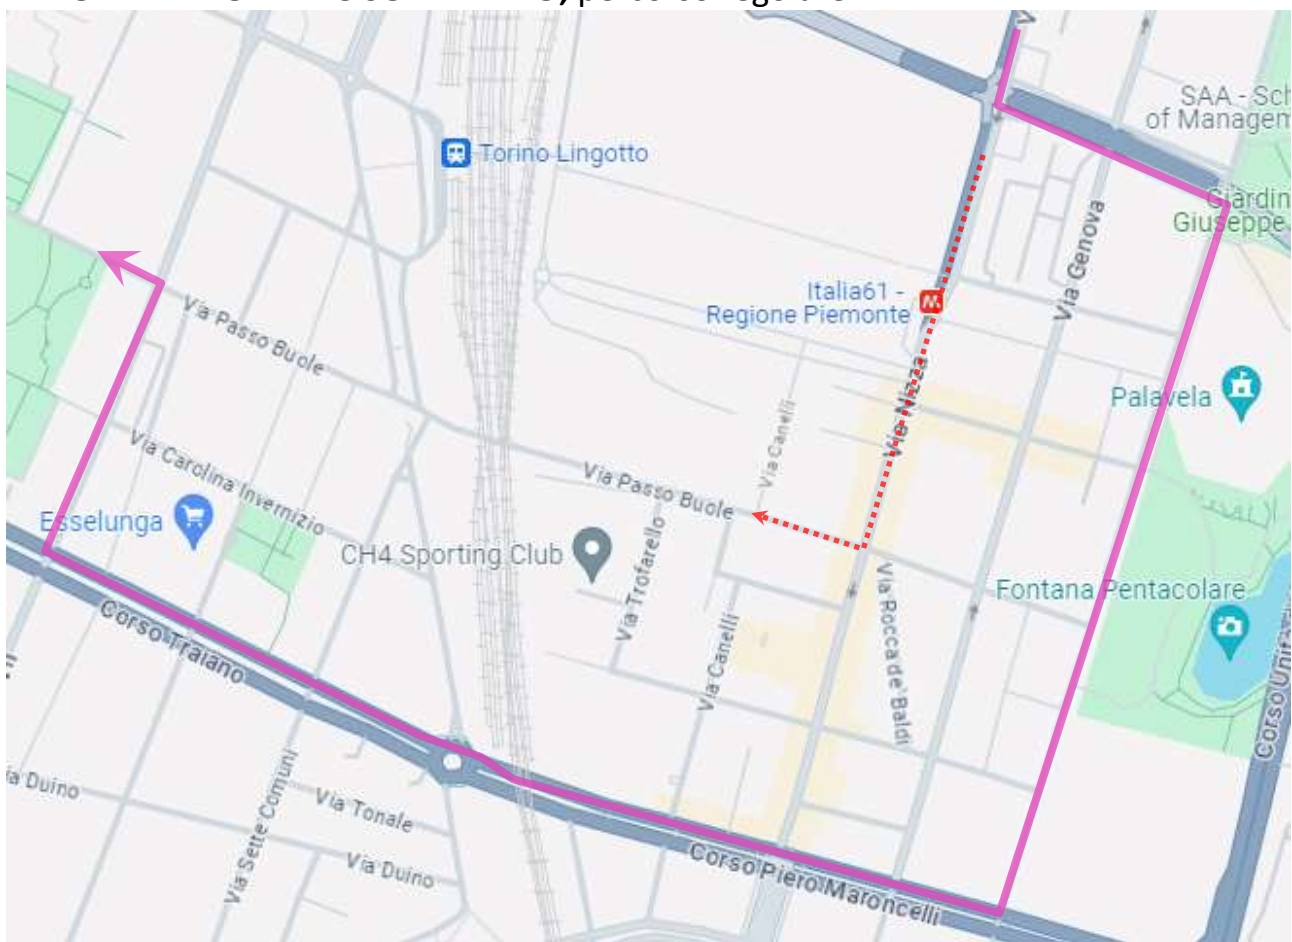 SAA - Sch
of Managem
Torino Lingotto
Giardin
Giuseppe
Via Genova
Italia61 -
Regione Piemonte
Via Passo Buole
Via Nizza
Palavela
Via Canelli
Via Carolina Invernizio
Via Passo Buole
Esselunga
CH4 Sporting Club
Via Trofarello
Fontana Pentacolare
Via Rocca de' Baldi
Corso Traiano
Via Canelli
Corso Unità
ia Duino
Via Sette Comuni
Via Tonale
Via Duino
Corso Piero Maroncelli